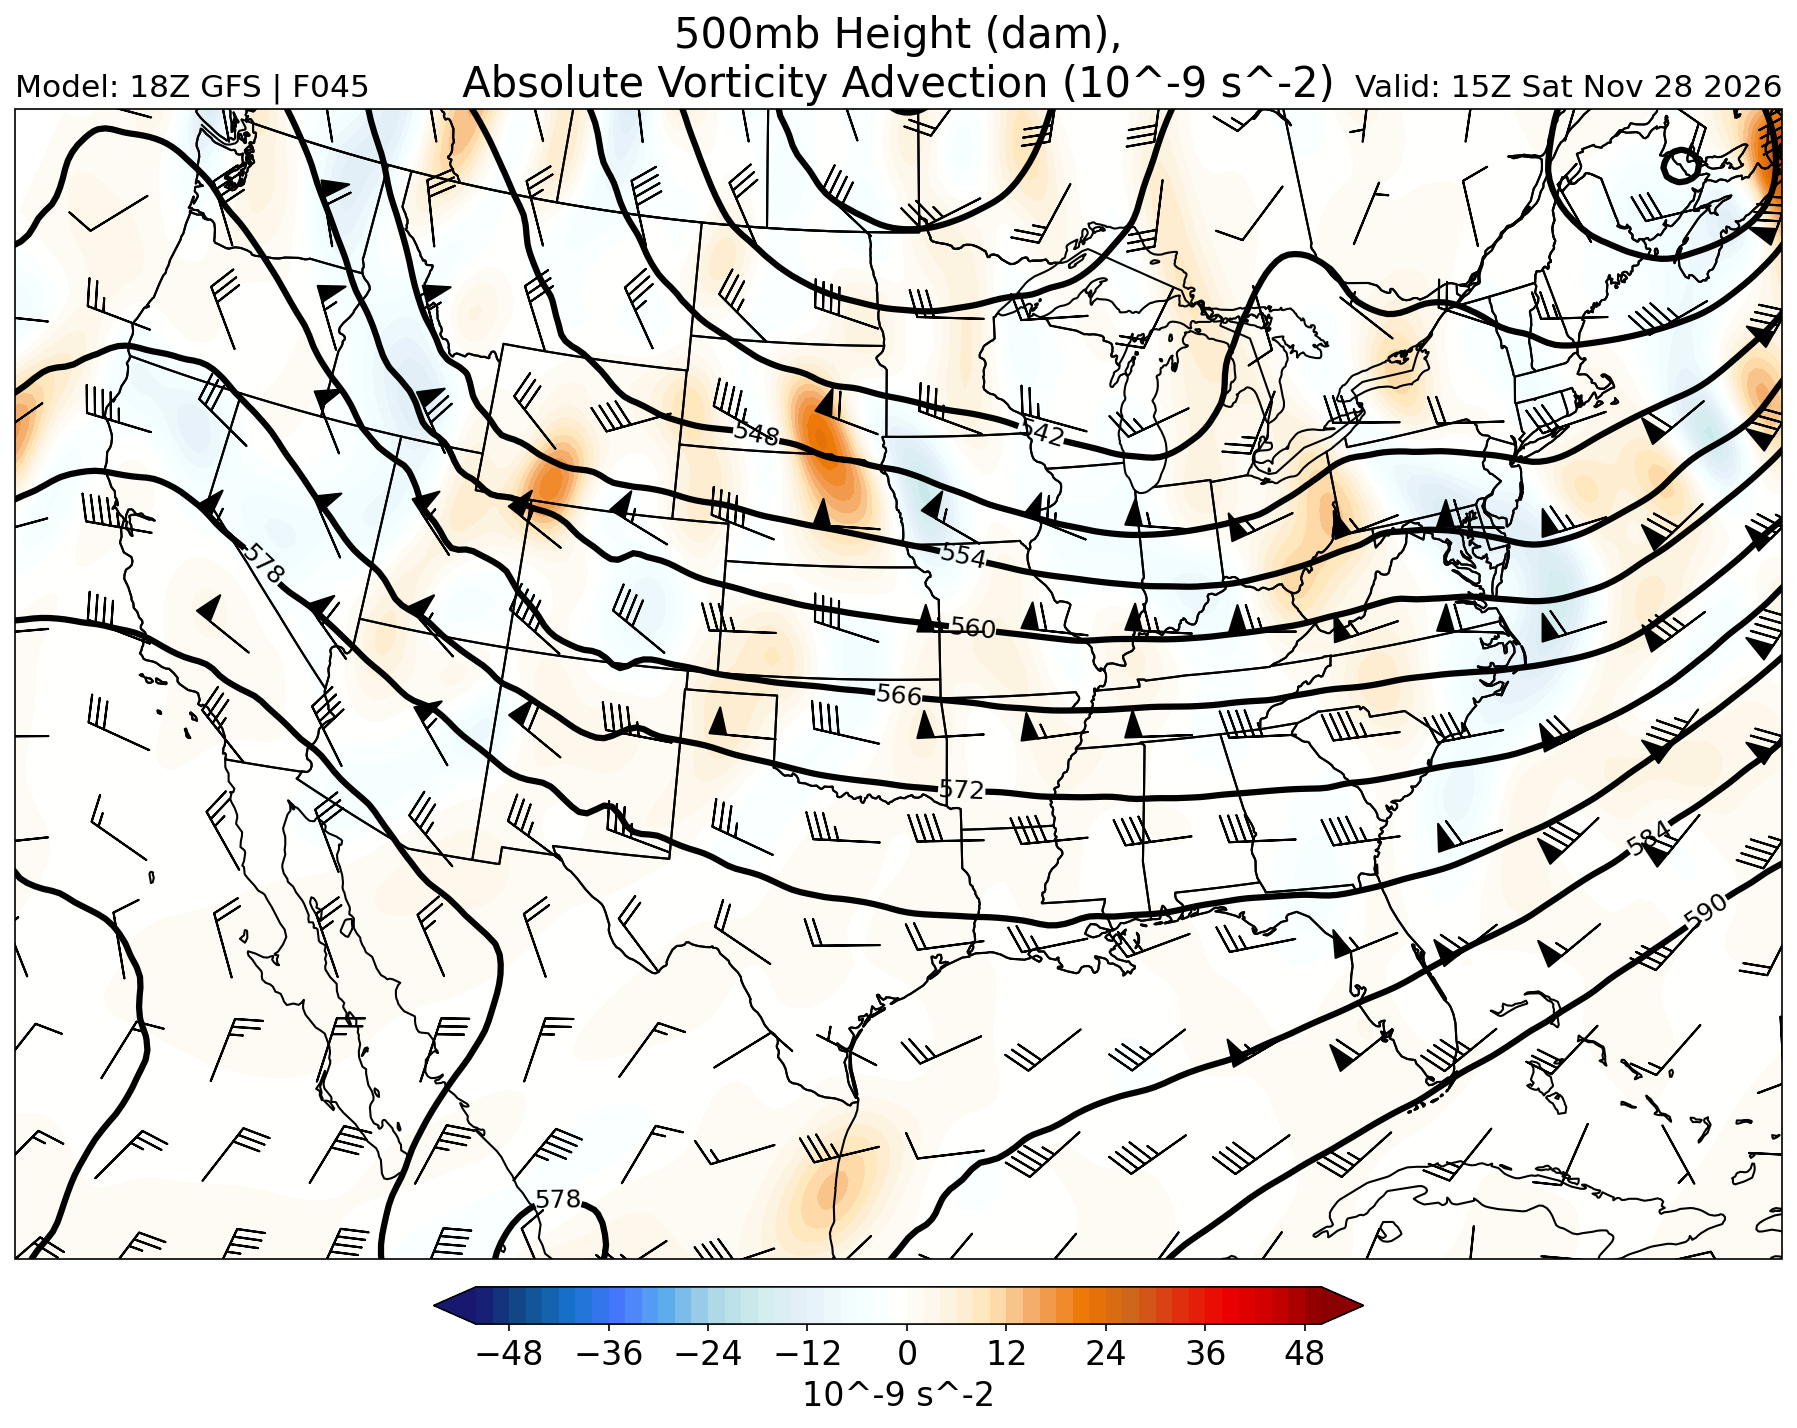 500mb Height (dam),
Model: 18Z GFS | F045
Absolute Vorticity Advection (10^-9 s^-2)
Valid: 15Z Sat Nov 28 2026
548
542
578
554
560
566
572
584
590
578
−48 −36 −24 −12 0 12 24 36 48
10^-9 s^-2